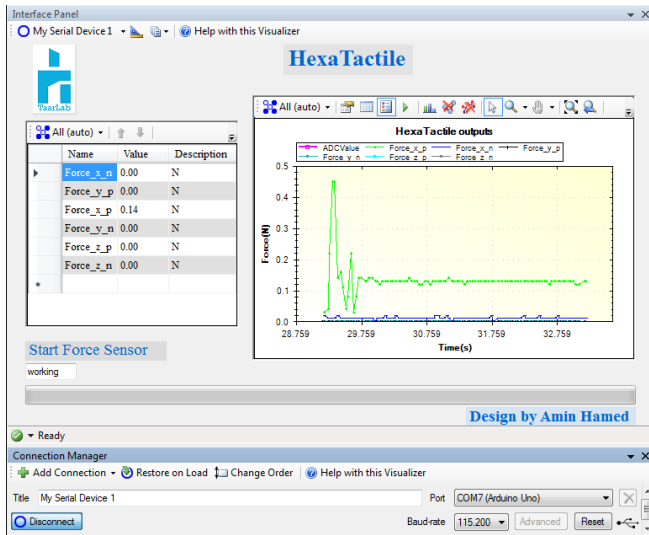 Interface Panel
My Serial Device 1 Help with this Visualizer
HexaTactile
TaarLab
All (auto)
Name Value Description
Force_x_n 0.00 N
Force_y_p 0.00 N
Force_x_p 0.14 N
Force_y_n 0.00 N
Force_z_p 0.00 N
Force_z_n 0.00 N
*
All (auto)
HexaTactile outputs
ADCValue Force_x_p Force_x_n Force_y_p
Force_y_n Force_z_p Force_z_n
0.5
0.4
0.3
0.2
0.1
0.0
Force(N)
28.759 29.759 30.759 31.759 32.759
Time(s)
Start Force Sensor
working
Design by Amin Hamed
Ready
Connection Manager
Add Connection Restore on Load Change Order Help with this Visualizer
Title My Serial Device 1 Port COM7 (Arduino Uno)
Disconnect Baud-rate 115.200 Advanced Reset